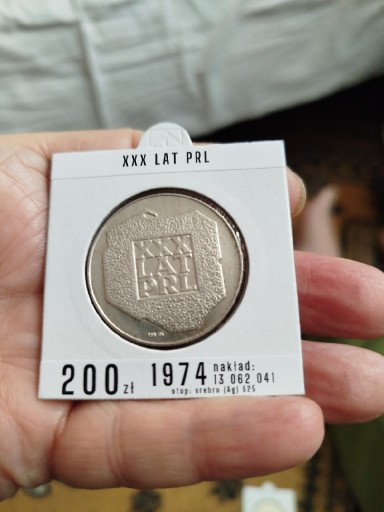 XXX LAT PRL
XXX
LAT
PRL
200 zł 1974 nakład:
13 062 041
stop: srebro (Ag) 625